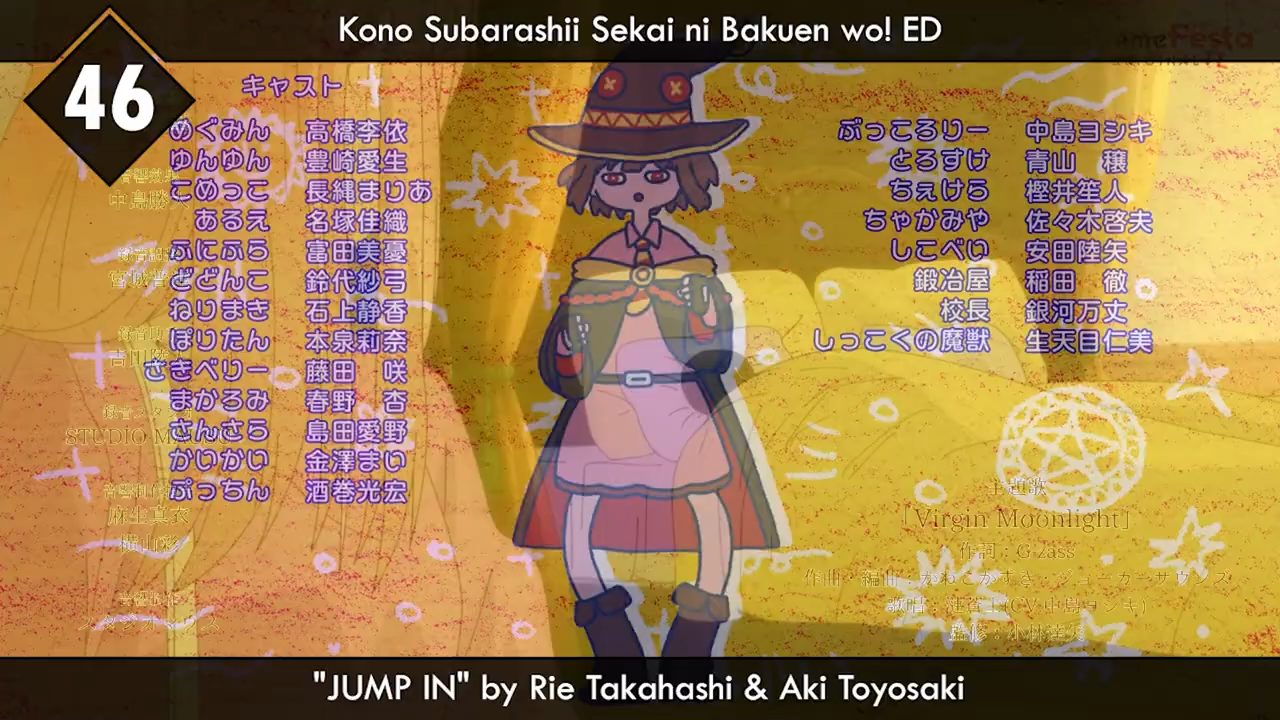 Kono Subarashii Sekai ni Bakuen wo! ED
46
キャスト
めぐみん 高橋李依
ゆんゆん 豊崎愛生
こめっこ 長縄まりあ
あるえ 名塚佳織
ふにふら 富田美憂
どどんこ 鈴代紗弓
ねりまき 石上静香
ぽりたん 本泉莉奈
さきべりー 藤田 咲
まかろみ 春野 杏
さんさら 島田愛野
かいかい 金澤まい
ぷっちん 酒巻光宏
ぶっころりー 中島ヨシキ
とろすけ 青山 穣
ちぇけら 樫井笙人
ちゃかみや 佐々木啓夫
しこべい 安田陸矢
鍛冶屋 稲田 徹
校長 銀河万丈
しっこくの魔獣 生天目仁美
STUDIO
麻生真衣
主題歌
「Virgin Moonlight」
作詞:G'zass
"JUMP IN" by Rie Takahashi & Aki Toyosaki